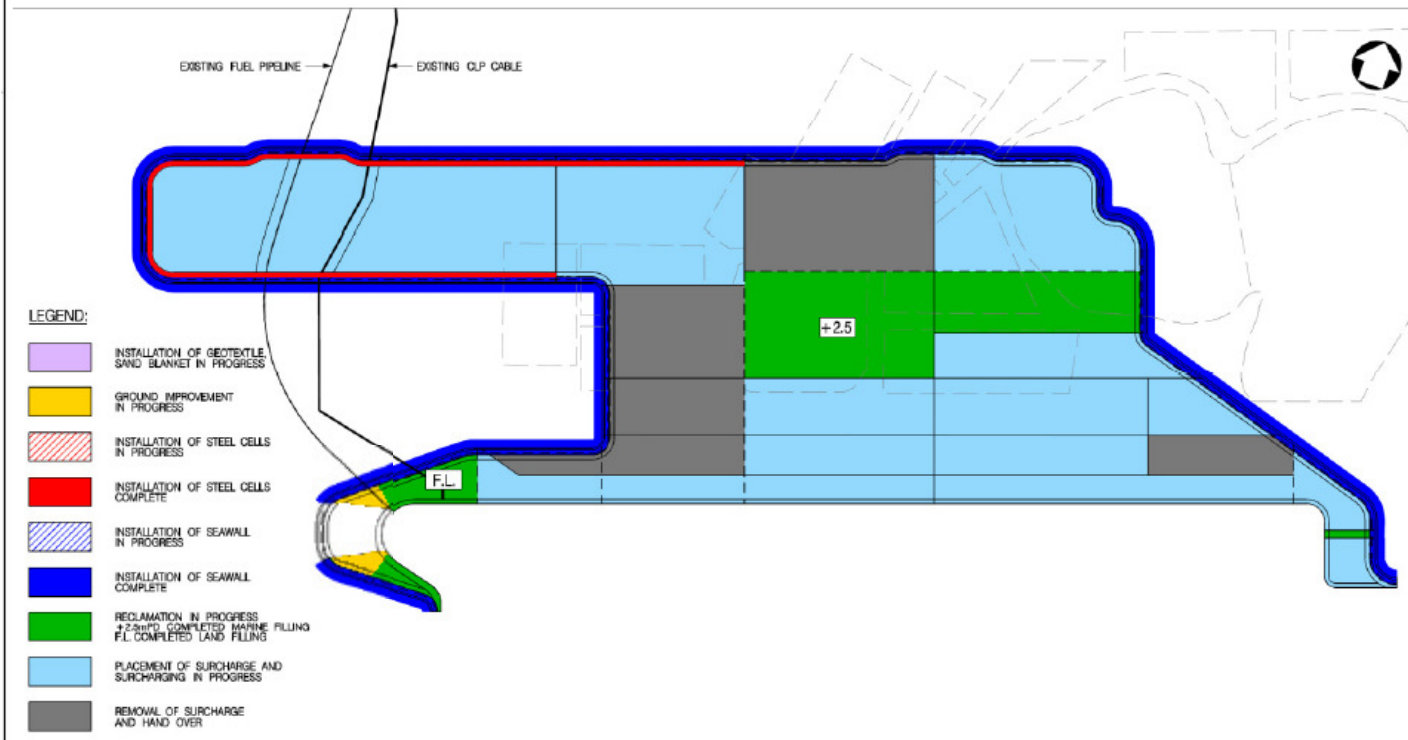 EXISTING FUEL PIPELINE
EXISTING CLP CABLE
+2.5
F.L.
LEGEND:
INSTALLATION OF GEOTEXTILE,
SAND BLANKET IN PROGRESS
GROUND IMPROVEMENT
IN PROGRESS
INSTALLATION OF STEEL CELLS
IN PROGRESS
INSTALLATION OF STEEL CELLS
COMPLETE
INSTALLATION OF SEAWALL
IN PROGRESS
INSTALLATION OF SEAWALL
COMPLETE
RECLAMATION IN PROGRESS
+2.5mPD COMPLETED MARINE FILLING
F.L. COMPLETED LAND FILLING
PLACEMENT OF SURCHARGE AND
SURCHARGING IN PROGRESS
REMOVAL OF SURCHARGE
AND HAND OVER